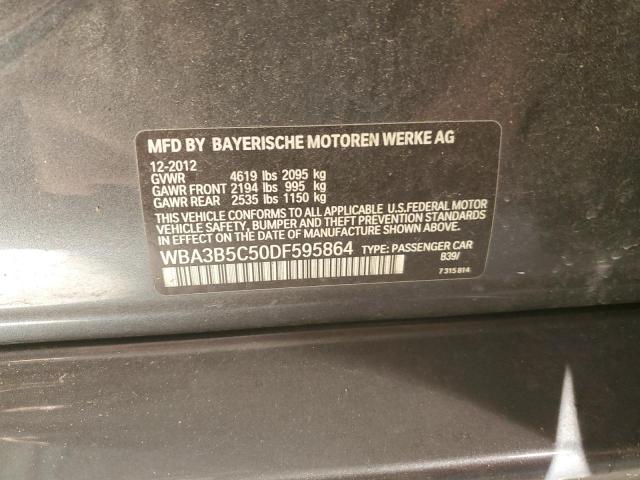 MFD BY BAYERISCHE MOTOREN WERKE AG
12-2012
GVWR 4619 lbs 2095 kg
GAWR FRONT 2194 lbs 995 kg
GAWR REAR 2535 lbs 1150 kg
THIS VEHICLE CONFORMS TO ALL APPLICABLE U.S.FEDERAL MOTOR
VEHICLE SAFETY, BUMPER AND THEFT PREVENTION STANDARDS
IN EFFECT ON THE DATE OF MANUFACTURE SHOWN ABOVE.
WBA3B5C50DF595864 TYPE: PASSENGER CAR
B39/
7 315 814